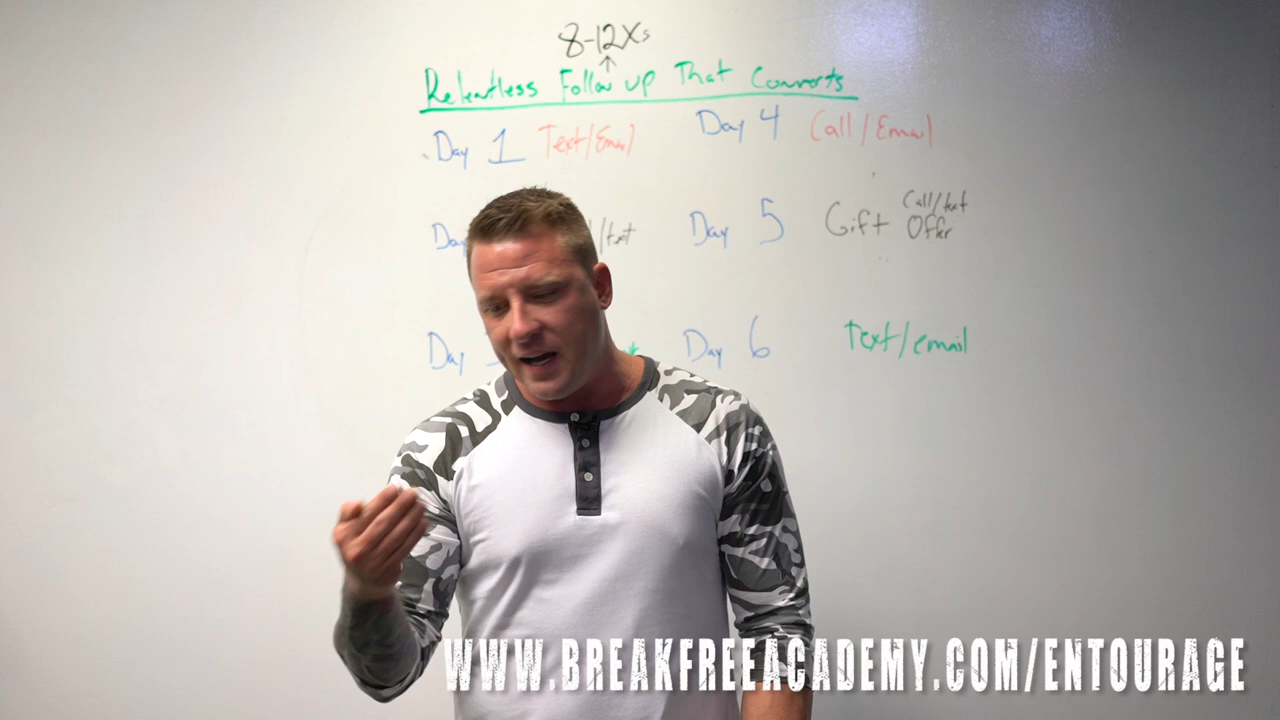 8-12Xs
Relentless Follow up That Converts
Day 1 Text/Email
Day 4 Call/Email
Day /text
Day 5 Gift Call/text Offer
Day
Day 6 Text/email
WWW.BREAKFREEACADEMY.COM/ENTOURAGE